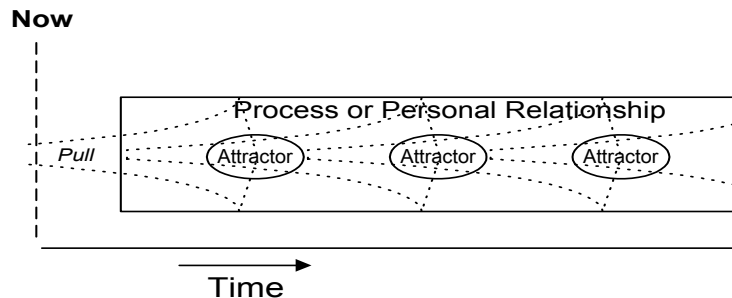 Now
Process or Personal Relationship
Pull
Attractor
Attractor
Attractor
Time